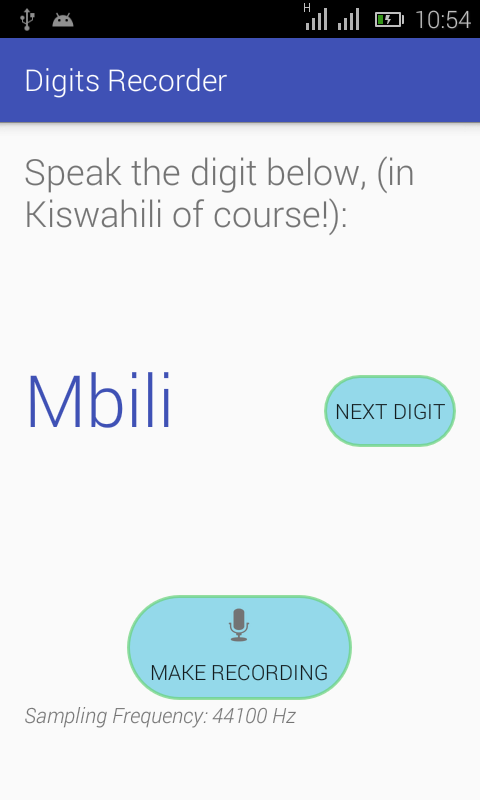 H
10:54
Digits Recorder
Speak the digit below, (in
Kiswahili of course!):
Mbili
NEXT DIGIT
MAKE RECORDING
Sampling Frequency: 44100 Hz